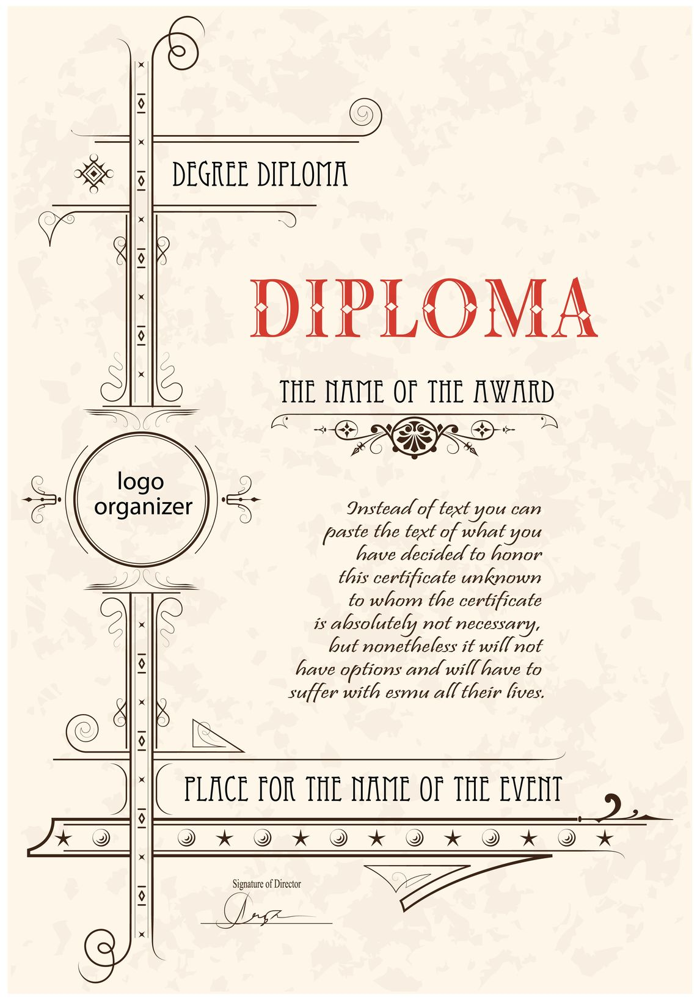 DEGREE DIPLOMA
DIPLOMA
THE NAME OF THE AWARD
logo
organizer
Instead of text you can
paste the text of what you
have decided to honor
this certificate unknown
to whom the certificate
is absolutely not necessary,
but nonetheless it will not
have options and will have to
suffer with esmu all their lives.
PLACE FOR THE NAME OF THE EVENT
Signature of Director